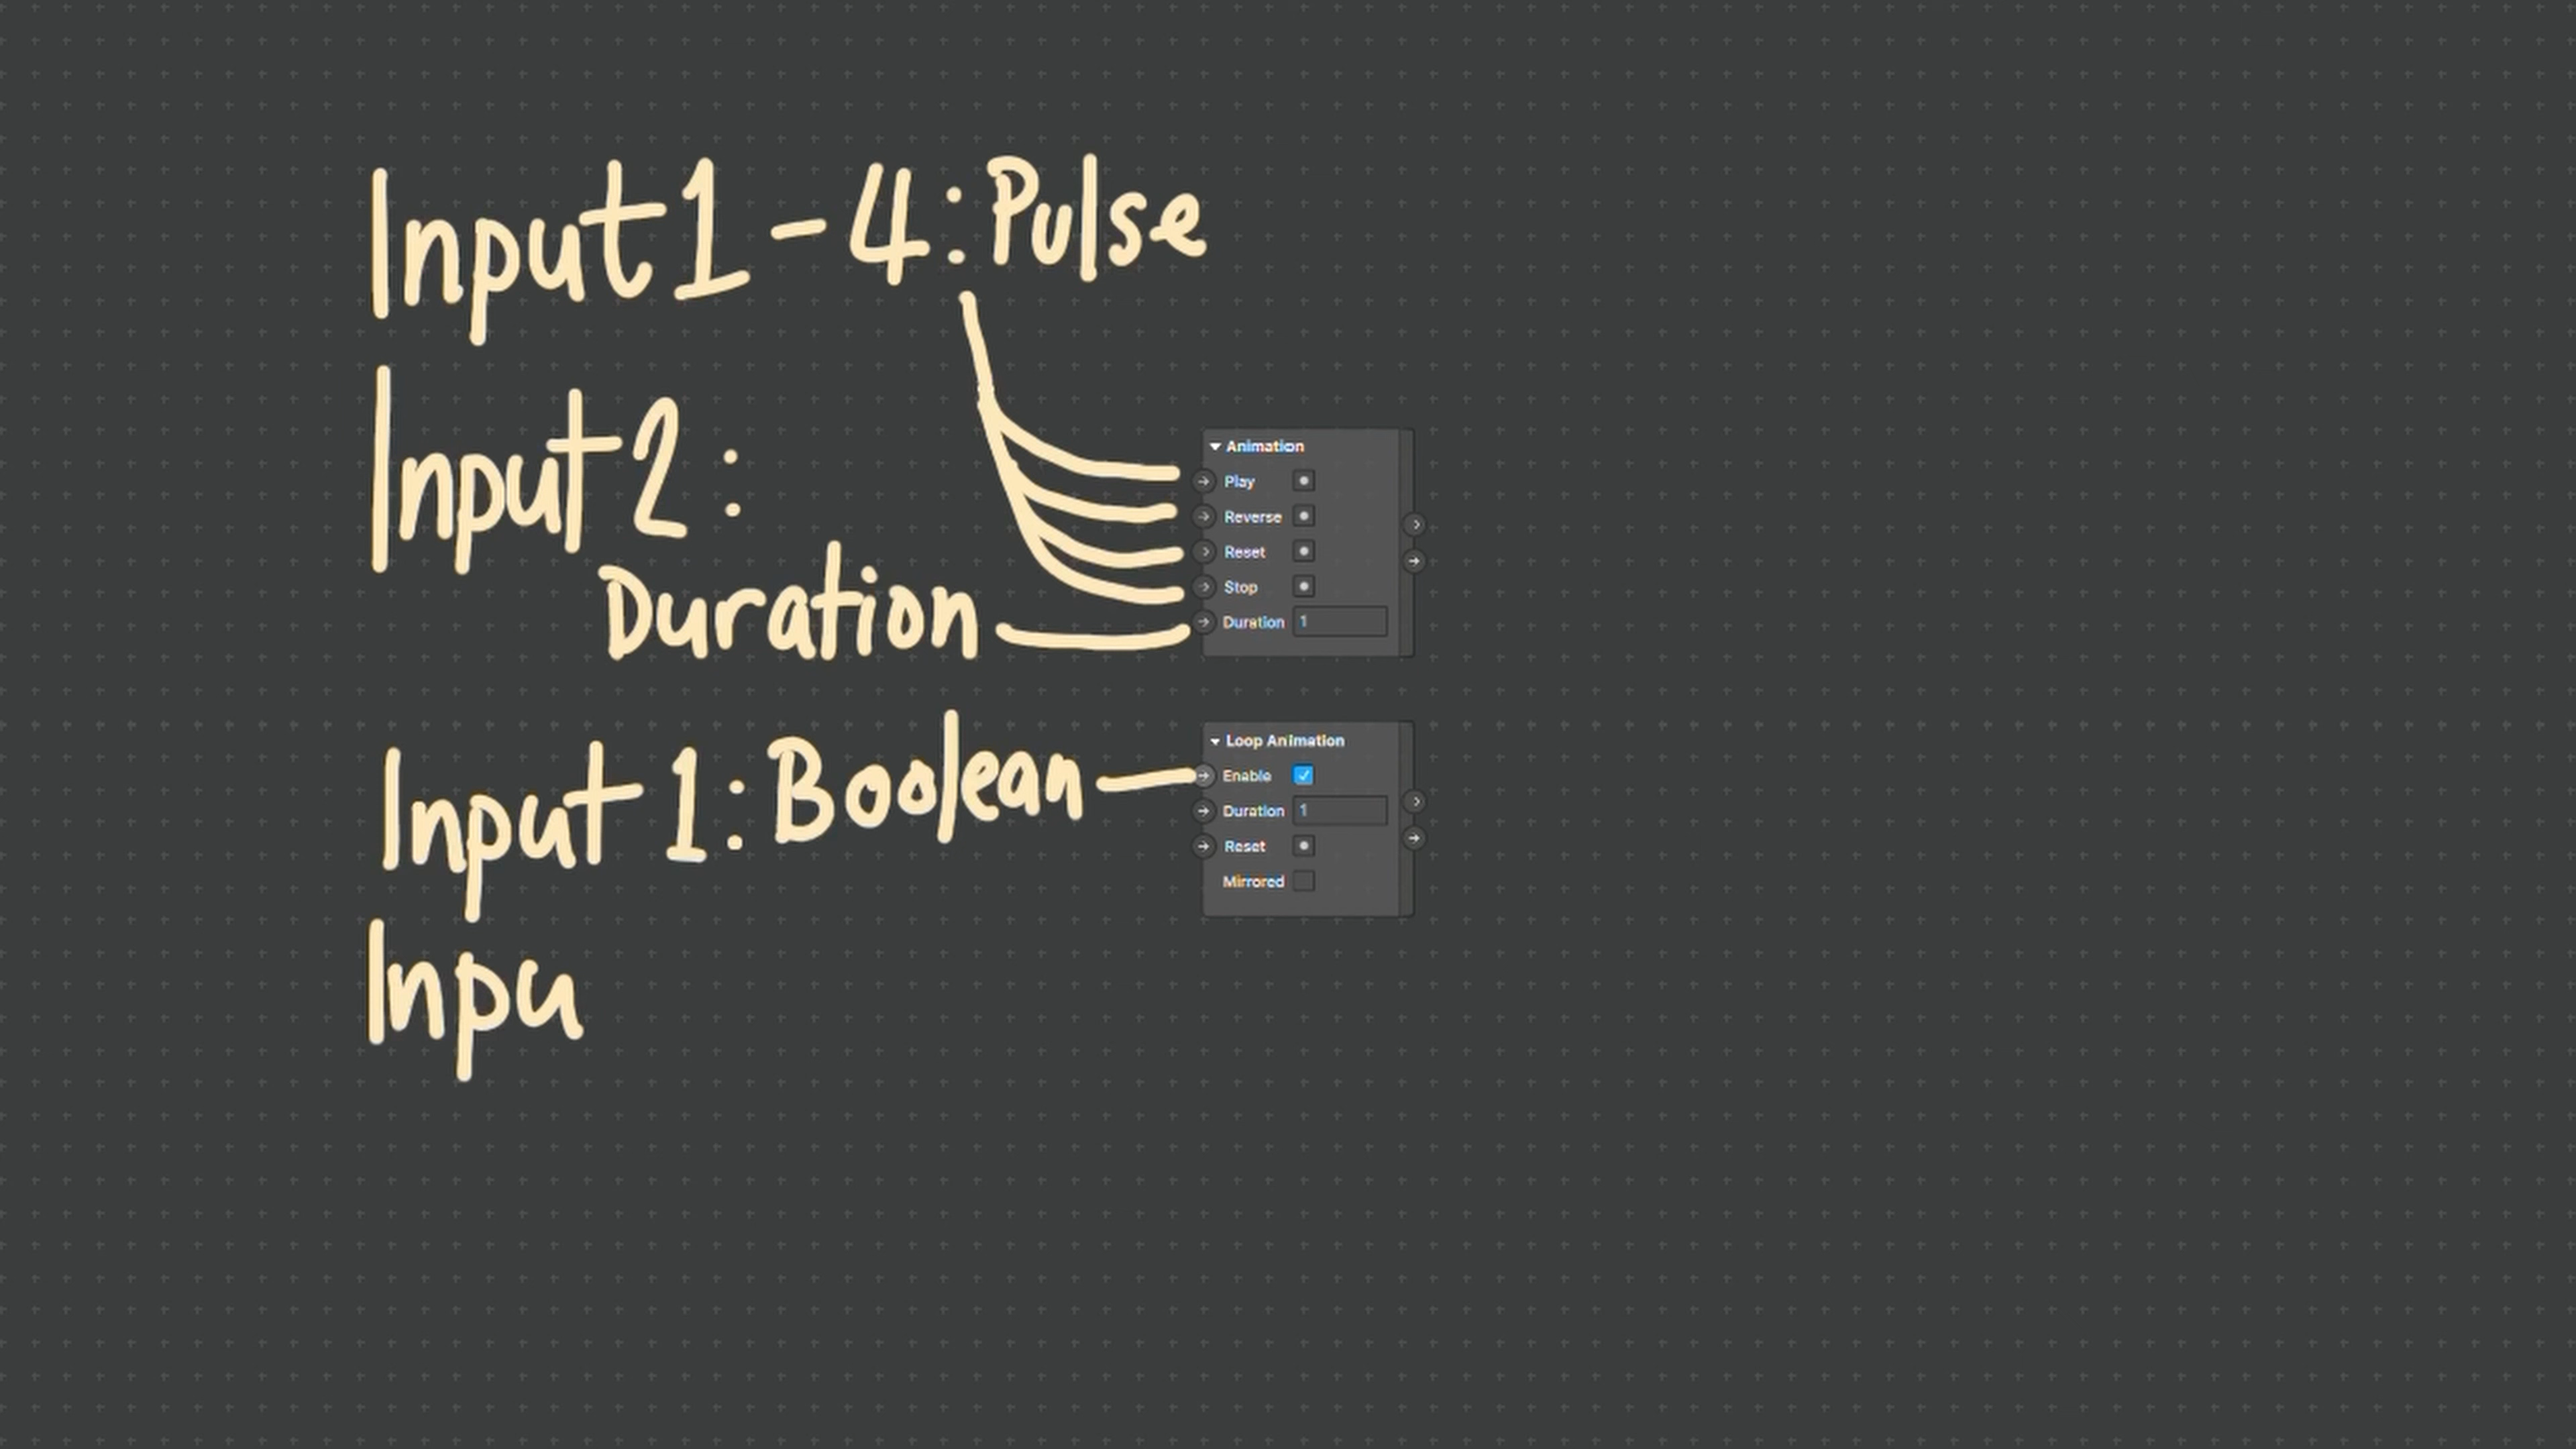 Input 1 - 4 : Pulse
Input 2 :
Duration
Animation
Play
Reverse
Reset
Stop
Duration 1
Input 1 : Boolean
Loop Animation
Enable
Duration 1
Reset
Mirrored
Inpu